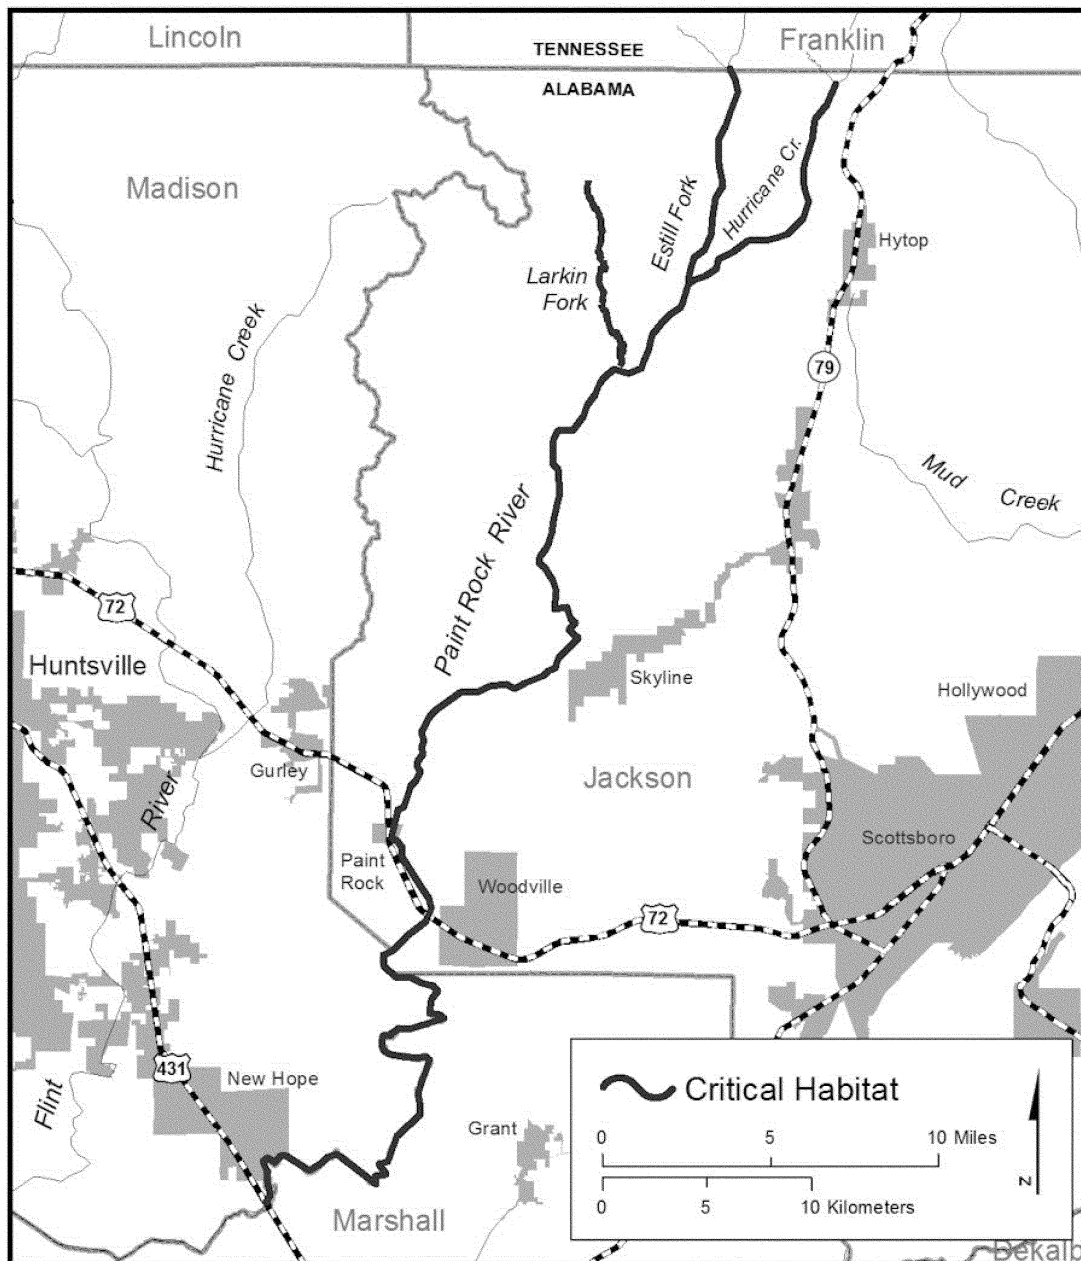 Lincoln
TENNESSEE
Franklin
ALABAMA
Madison
Hurricane Creek
Larkin
Fork
Estill Fork
Hurricane Cr.
Hytop
79
Mud Creek
Paint Rock River
72
Huntsville
Skyline
Hollywood
Gurley
Jackson
River
Scottsboro
Paint
Rock
Woodville
72
431
New Hope
Flint
Grant
Marshall
Critical Habitat
0 5 10 Miles
0 5 10 Kilometers
N
Dekalb